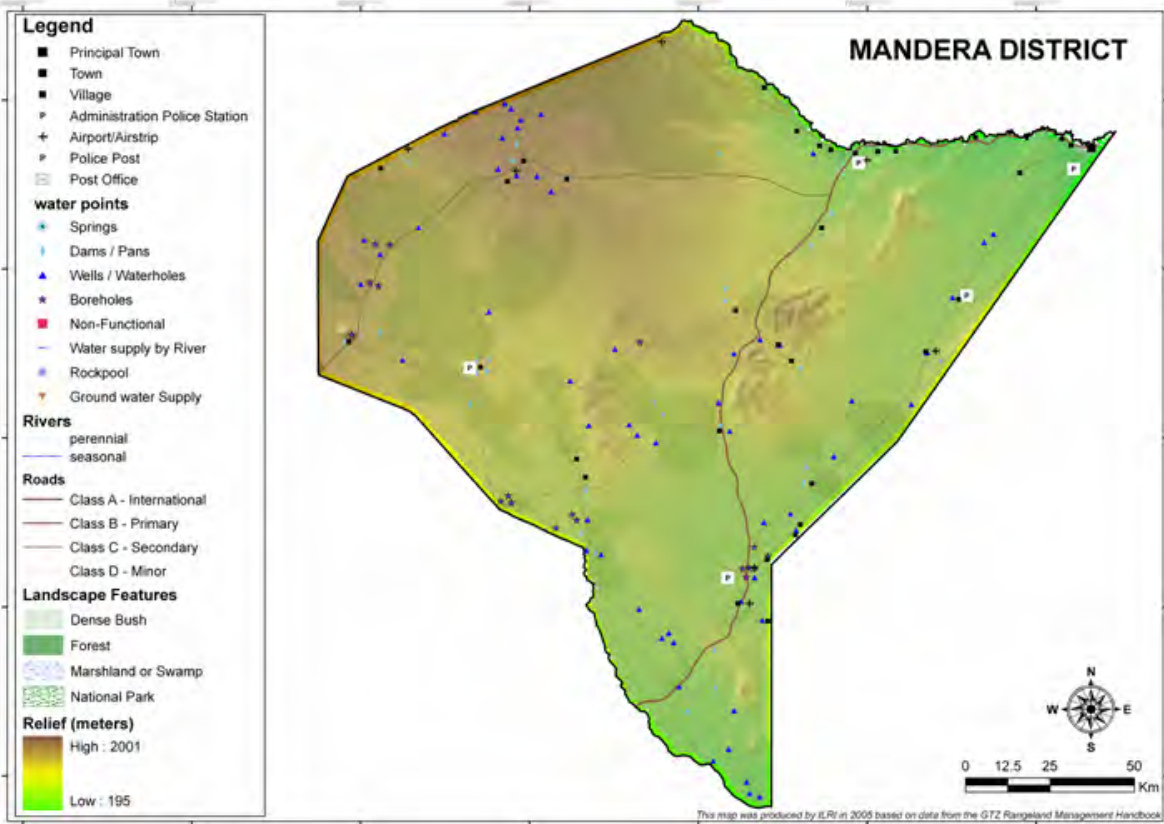 MANDERA DISTRICT
Legend
Principal Town
Town
Village
P Administration Police Station
Airport/Airstrip
P Police Post
Post Office
water points
Springs
Dams / Pans
Wells / Waterholes
Boreholes
Non-Functional
Water supply by River
Rockpool
Ground water Supply
Rivers
perennial
seasonal
Roads
Class A - International
Class B - Primary
Class C - Secondary
Class D - Minor
Landscape Features
Dense Bush
Forest
Marshland or Swamp
National Park
Relief (meters)
High : 2001
Low : 195
P
P
P
P
P
N
W E
S
0 12.5 25 50
Km
This map was produced by ILRI in 2005 based on data from the GTZ Rangeland Management Handbook